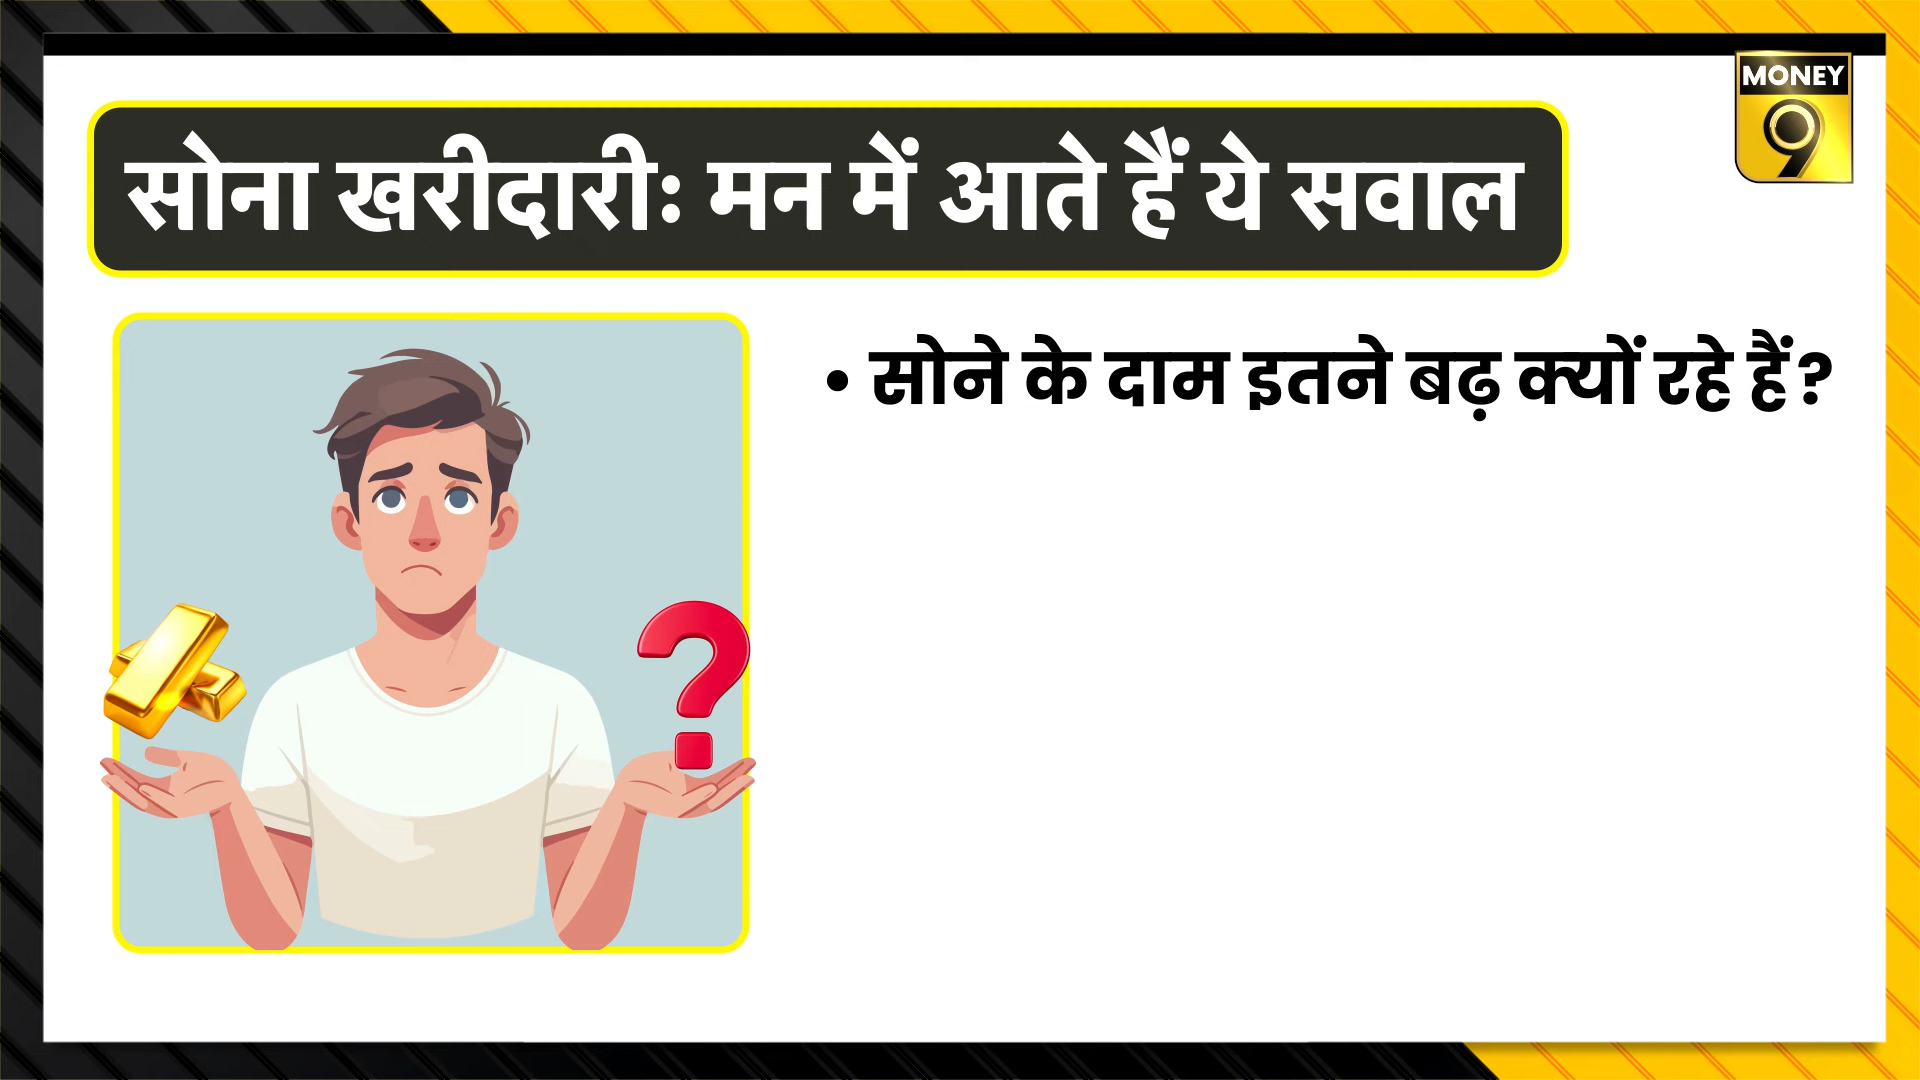 MONEY
9
सोना खरीदारीः मन में आते हैं ये सवाल
• सोने के दाम इतने बढ़ क्यों रहे हैं?
?